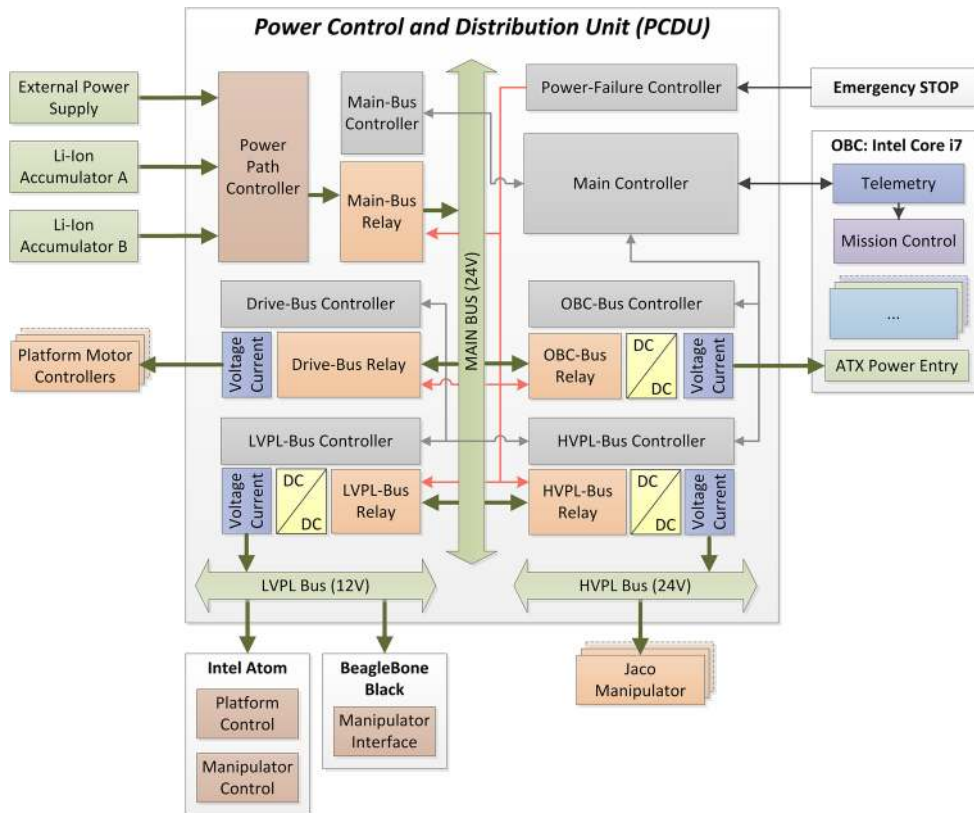 Power Control and Distribution Unit (PCDU)
External Power
Supply
Li-Ion
Accumulator A
Li-Ion
Accumulator B
Power
Path
Controller
Main-Bus
Controller
Main-Bus
Relay
MAIN BUS (24V)
Power-Failure Controller
Emergency STOP
Main Controller
OBC: Intel Core i7
Telemetry
Mission Control
...
ATX Power Entry
Drive-Bus Controller
Voltage
Current
Drive-Bus Relay
Platform Motor
Controllers
OBC-Bus Controller
OBC-Bus
Relay
DC
DC
Voltage
Current
LVPL-Bus Controller
Voltage
Current
DC
DC
LVPL-Bus
Relay
HVPL-Bus Controller
HVPL-Bus
Relay
DC
DC
Voltage
Current
LVPL Bus (12V)
HVPL Bus (24V)
Intel Atom
Platform
Control
Manipulator
Control
BeagleBone
Black
Manipulator
Interface
Jaco
Manipulator